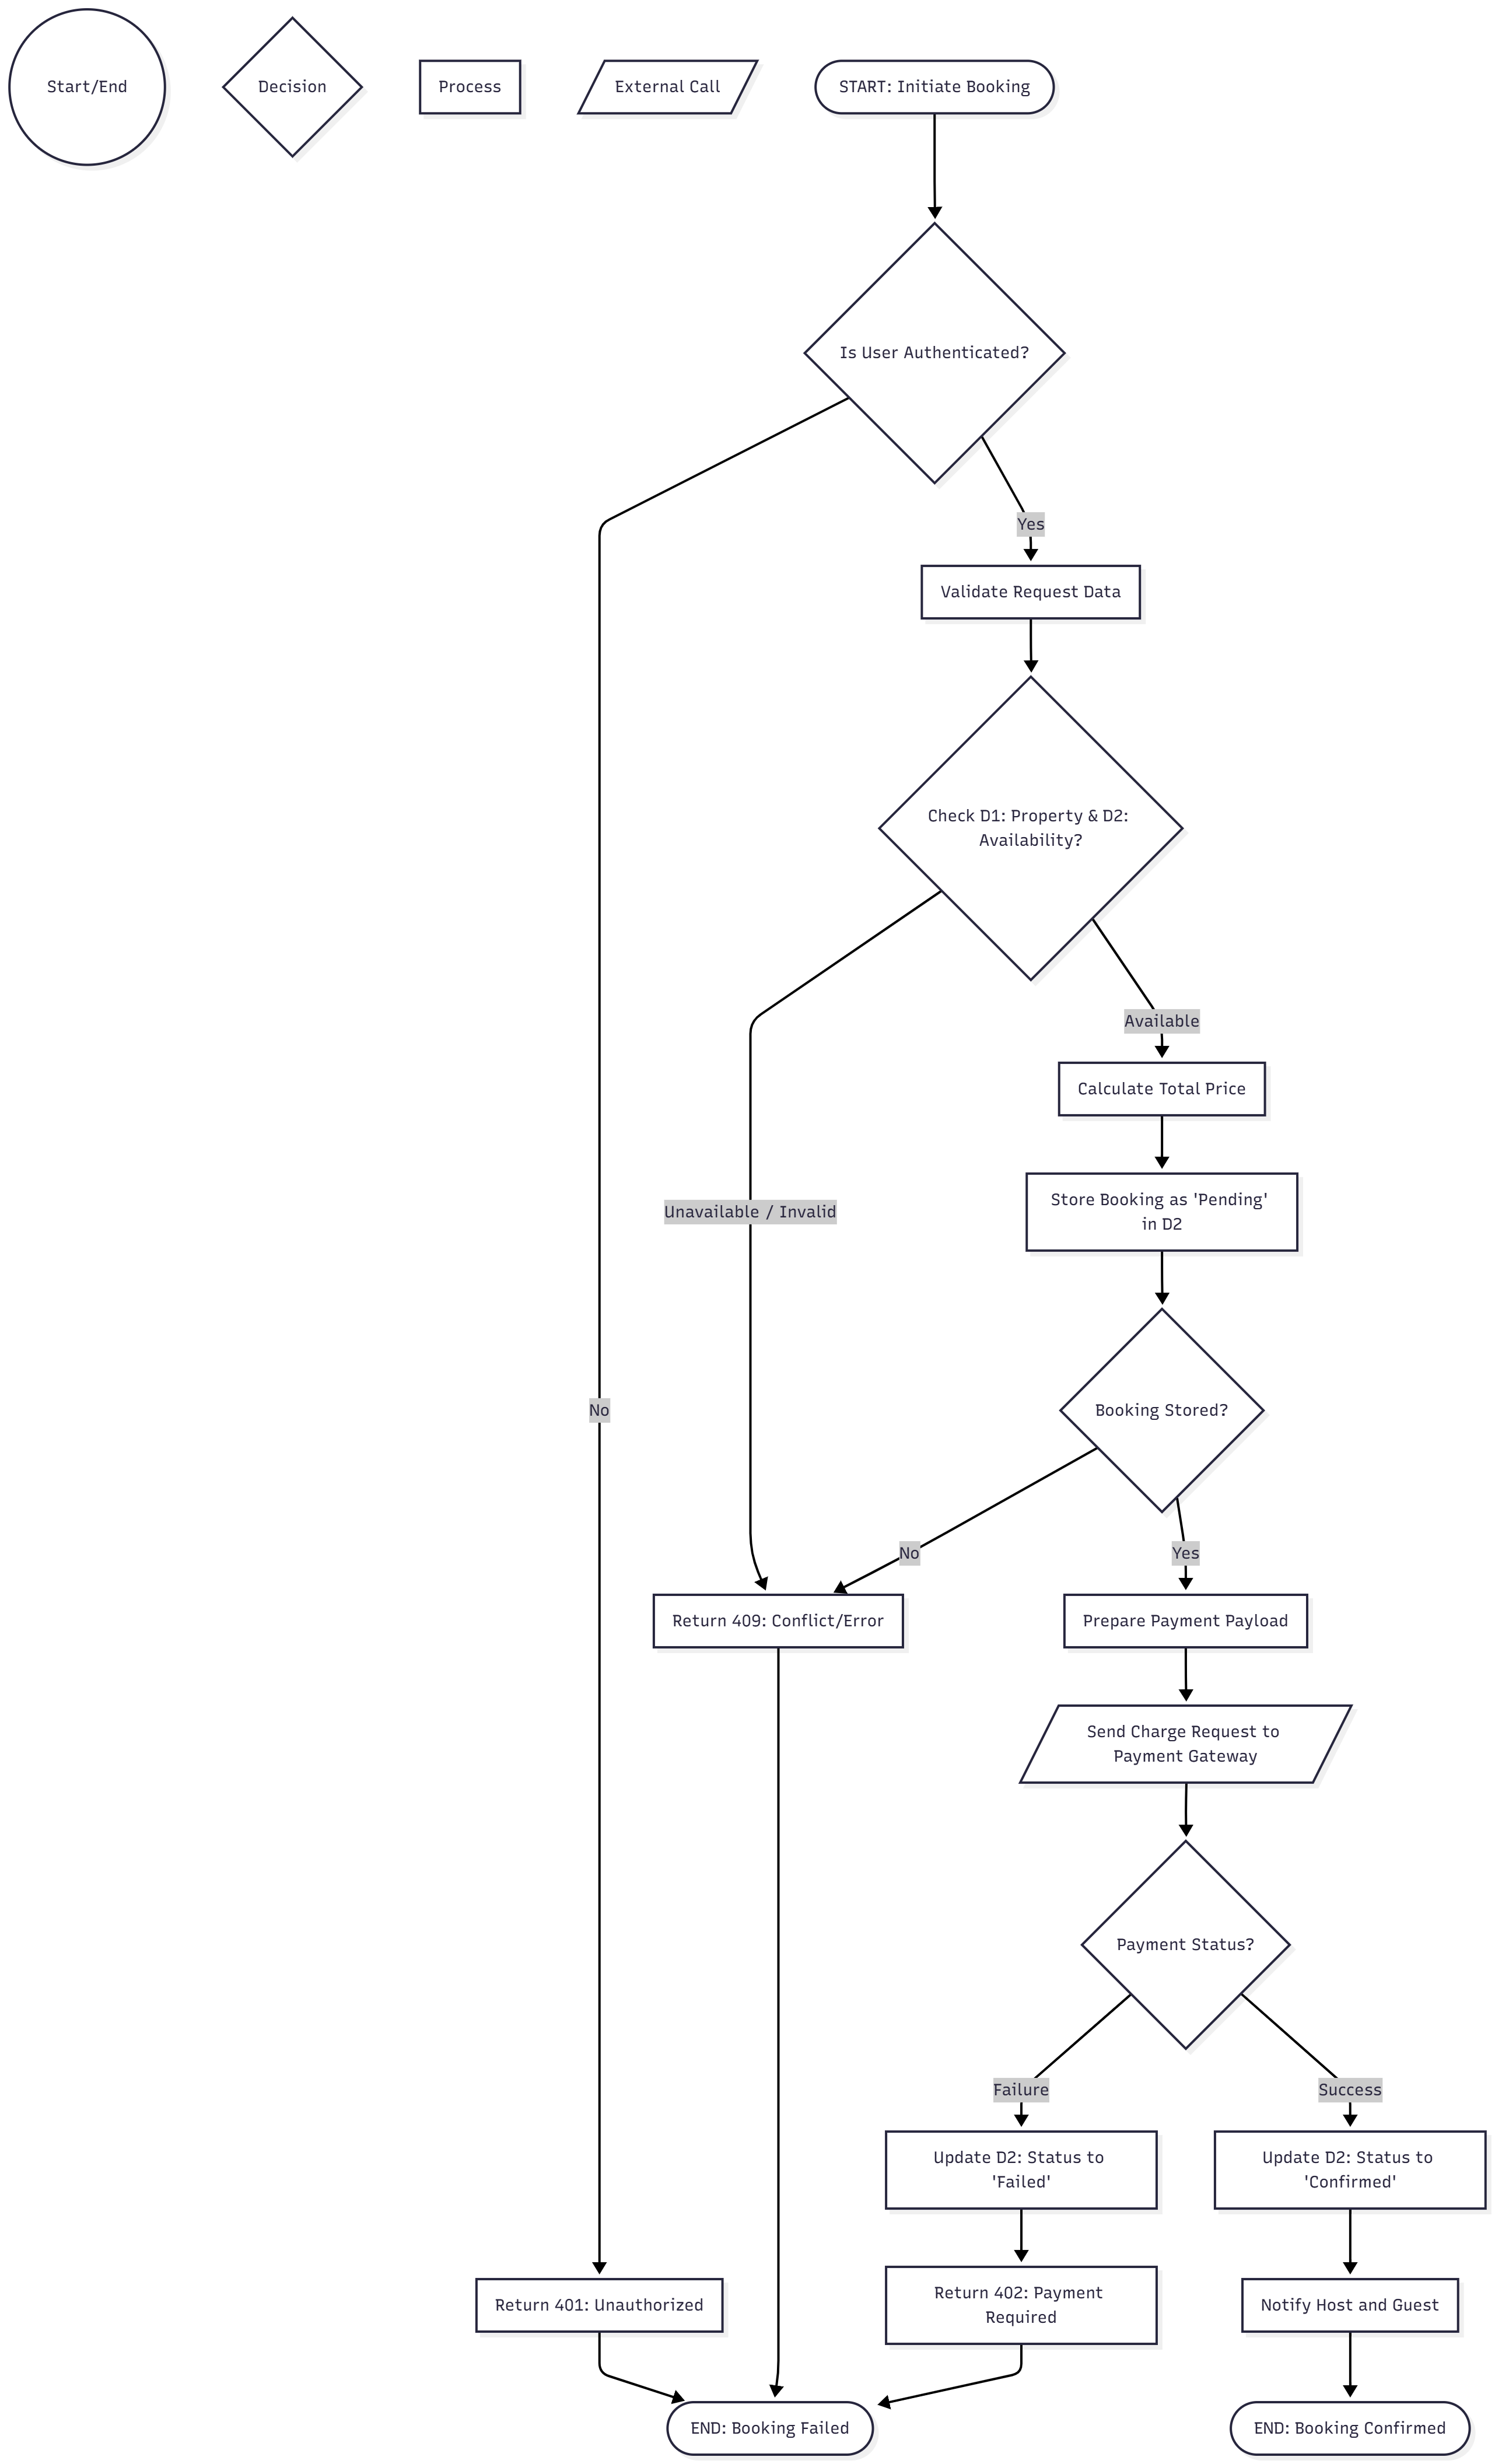 Start/End
Decision
Process
External Call
START: Initiate Booking
Is User Authenticated?
Yes
Validate Request Data
Check D1: Property & D2:
Availability?
Available
Calculate Total Price
Unavailable / Invalid
Store Booking as 'Pending'
in D2
No
Booking Stored?
No
Yes
Return 409: Conflict/Error
Prepare Payment Payload
Send Charge Request to
Payment Gateway
Payment Status?
Failure
Success
Update D2: Status to
'Failed'
Update D2: Status to
'Confirmed'
Return 401: Unauthorized
Return 402: Payment
Required
Notify Host and Guest
END: Booking Failed
END: Booking Confirmed